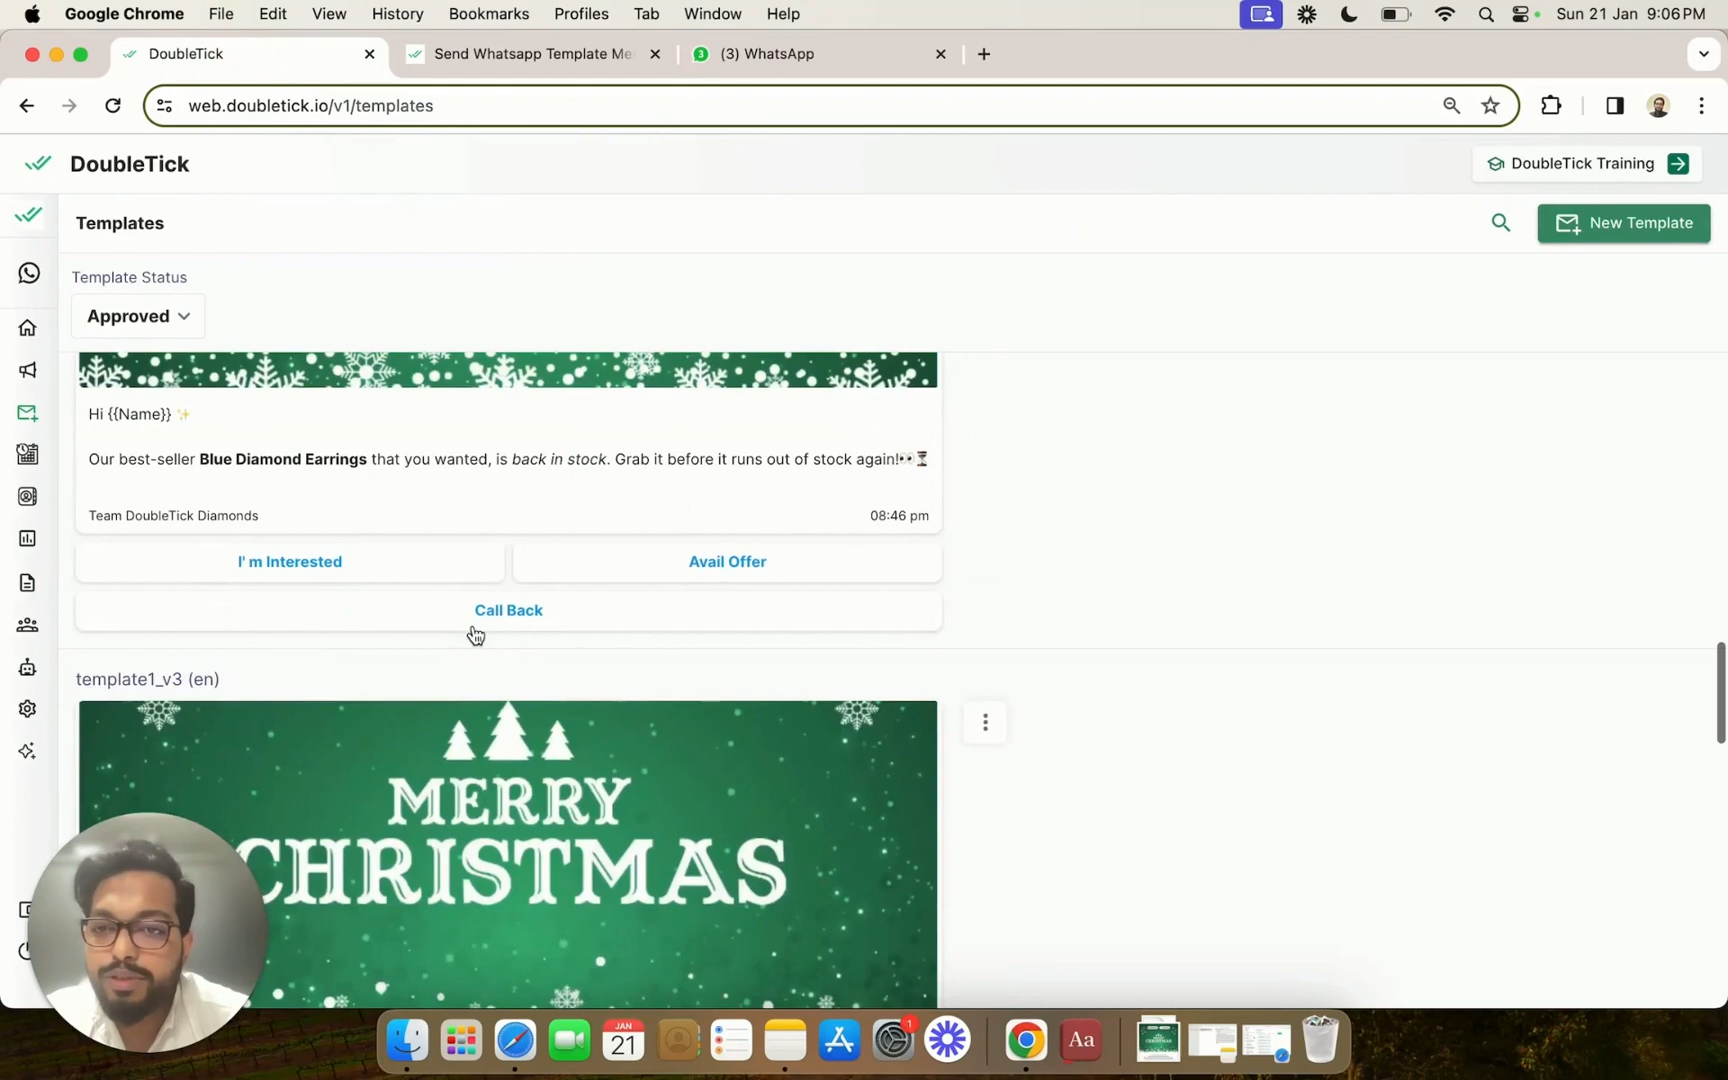 Google Chrome File Edit View History Bookmarks Profiles Tab Window Help Sun 21 Jan 9:06 PM
DoubleTick Send Whatsapp Template Me (3) WhatsApp
web.doubletick.io/v1/templates
DoubleTick DoubleTick Training
Templates New Template
Template Status
Approved
Hi {{Name}} ✨
Our best-seller Blue Diamond Earrings that you wanted, is back in stock. Grab it before it runs out of stock again!👀⏳
Team DoubleTick Diamonds 08:46 pm
I' m Interested Avail Offer
Call Back
template1_v3 (en)
MERRY
CHRISTMAS
JAN
21
1
Aa